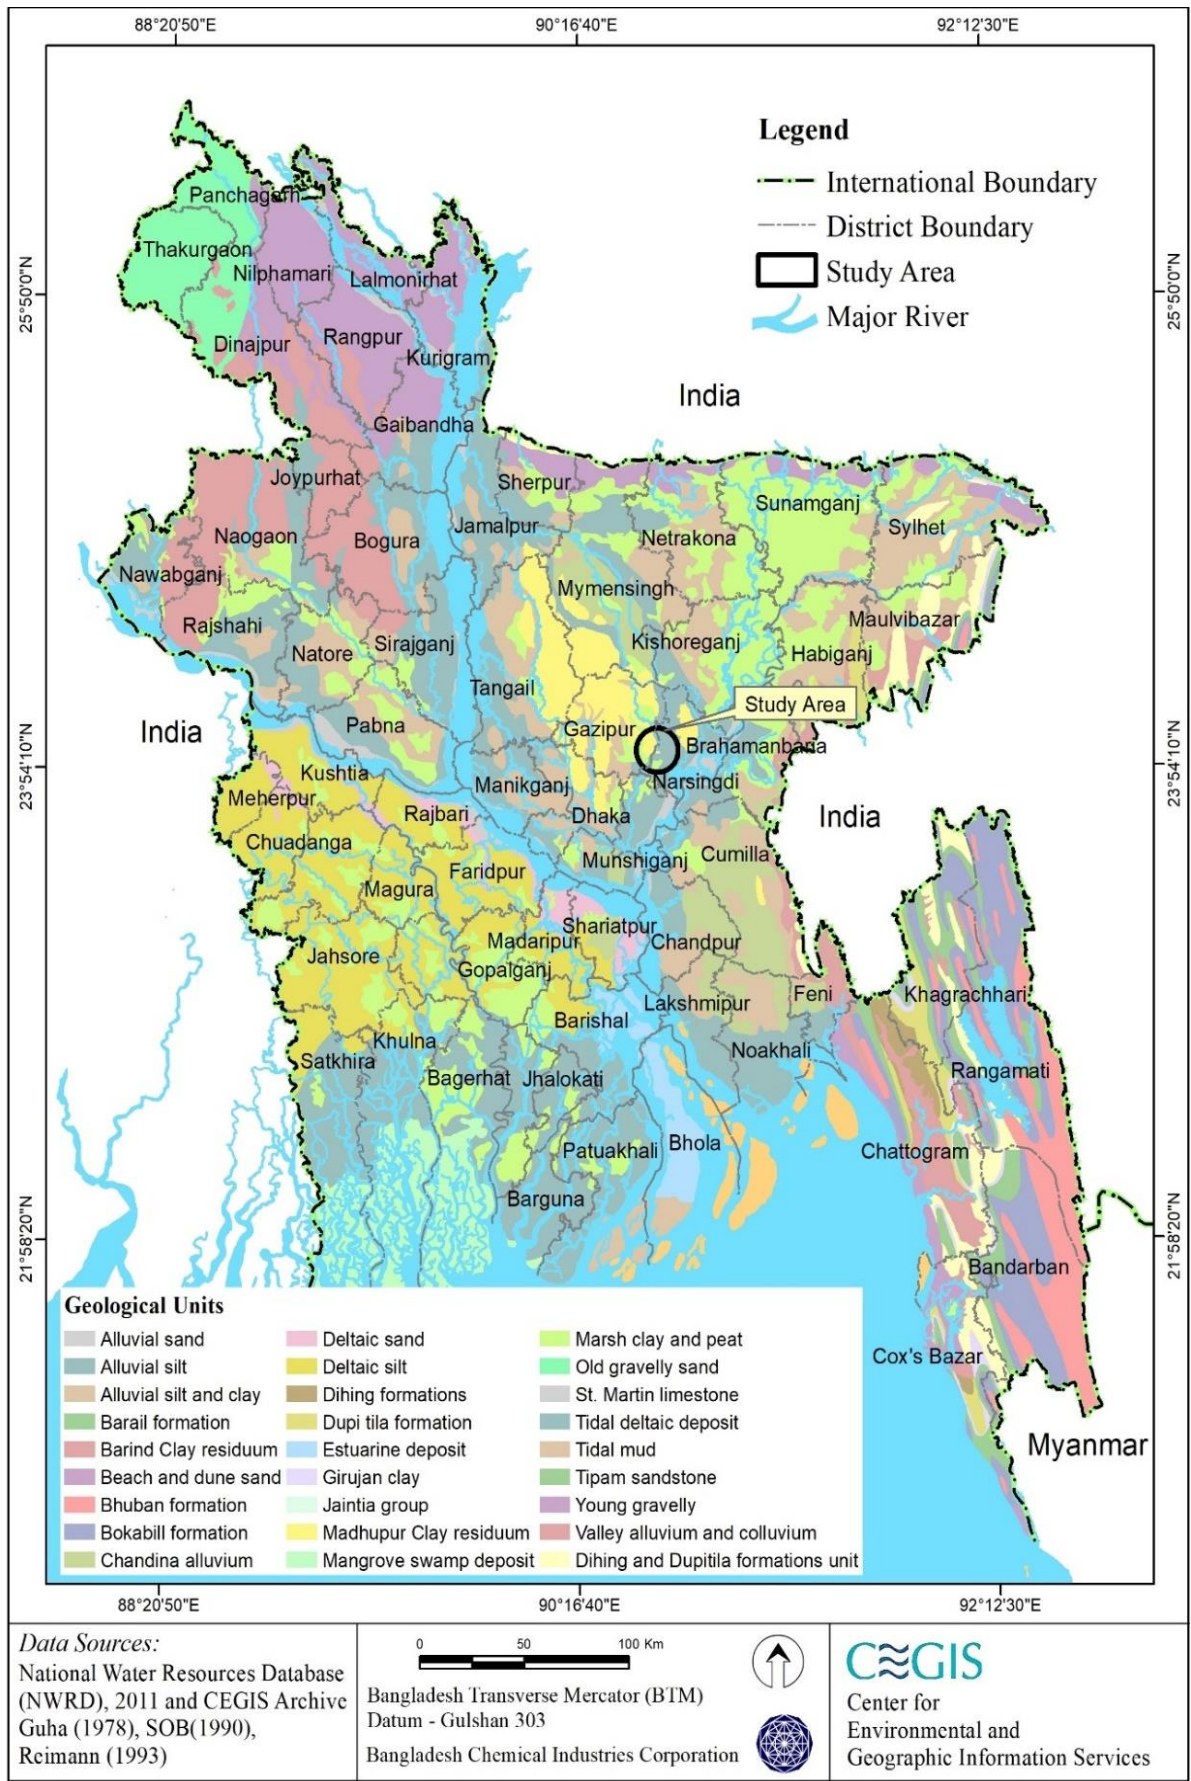 88°20'50"E 90°16'40"E 92°12'30"E
Legend
International Boundary
District Boundary
Study Area
Major River
25°50'0"N 25°50'0"N
23°54'10"N 23°54'10"N
21°58'20"N 21°58'20"N
Panchagarh
Thakurgaon
Nilphamari
Lalmonirhat
Dinajpur
Rangpur
Kurigram
India
Gaibandha
Joypurhat
Sherpur
Sunamganj
Naogaon
Bogura
Jamalpur
Netrakona
Sylhet
Nawabganj
Mymensingh
Rajshahi
Natore
Sirajganj
Kishoreganj
Maulvibazar
Habiganj
Tangail
Study Area
India
Pabna
Gazipur
Brahamanbaria
Kushtia
Manikganj
Narsingdi
Meherpur
Rajbari
Dhaka
India
Chuadanga
Munshiganj
Cumilla
Magura
Faridpur
Shariatpur
Madaripur
Chandpur
Jahsore
Gopalganj
Lakshmipur
Feni
Khagrachhari
Barishal
Khulna
Satkhira
Noakhali
Bagerhat
Jhalokati
Rangamati
Patuakhali
Bhola
Chattogram
Barguna
Bandarban
Cox's Bazar
Myanmar
Geological Units
Alluvial sand
Alluvial silt
Alluvial silt and clay
Barail formation
Barind Clay residuum
Beach and dune sand
Bhuban formation
Bokabill formation
Chandina alluvium
Deltaic sand
Deltaic silt
Dihing formations
Dupi tila formation
Estuarine deposit
Girujan clay
Jaintia group
Madhupur Clay residuum
Mangrove swamp deposit
Marsh clay and peat
Old gravelly sand
St. Martin limestone
Tidal deltaic deposit
Tidal mud
Tipam sandstone
Young gravelly
Valley alluvium and colluvium
Dihing and Dupitila formations unit
88°20'50"E 90°16'40"E 92°12'30"E
Data Sources:
National Water Resources Database
(NWRD), 2011 and CEGIS Archive
Guha (1978), SOB(1990),
Reimann (1993)
0 50 100 Km
Bangladesh Transverse Mercator (BTM)
Datum - Gulshan 303
Bangladesh Chemical Industries Corporation
CEGIS
Center for
Environmental and
Geographic Information Services